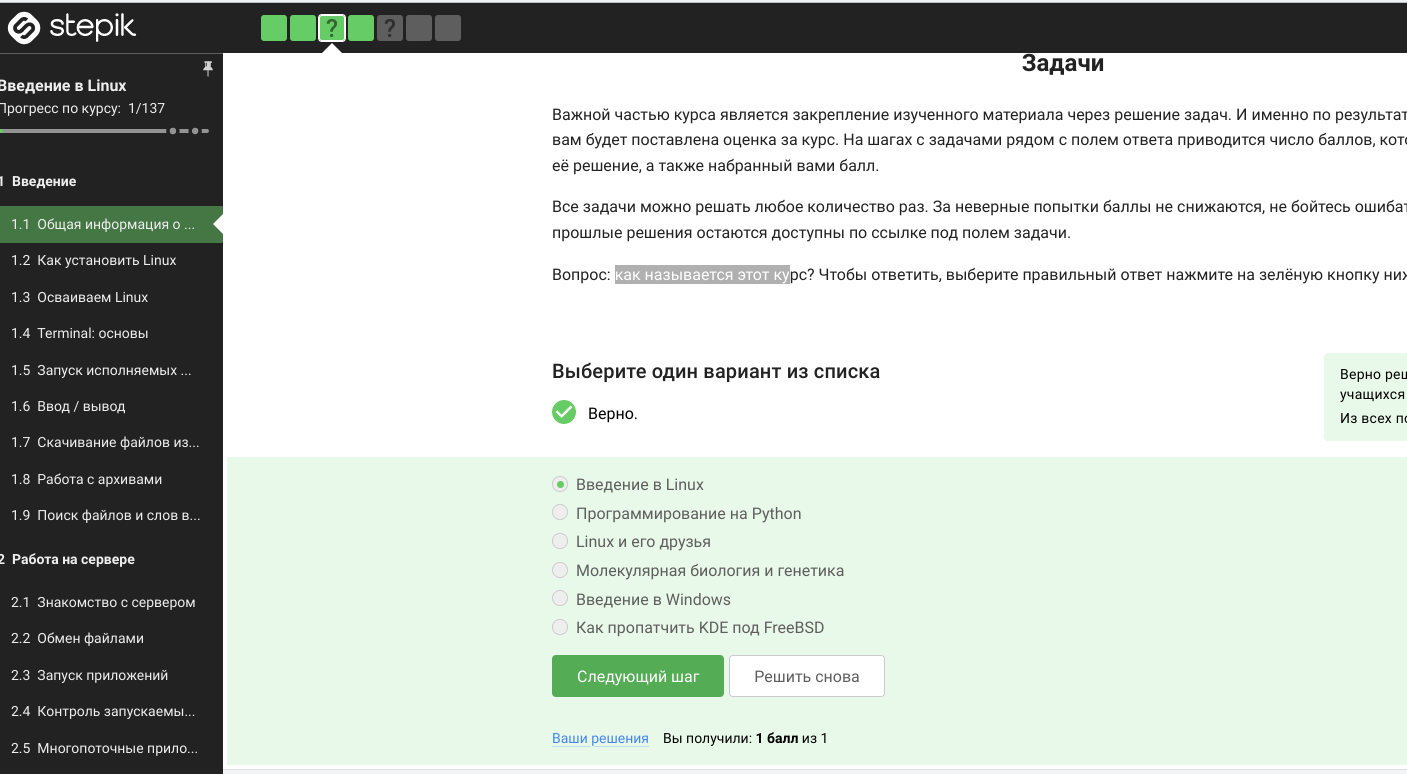 stepik
?
?
Введение в Linux
Прогресс по курсу: 1/137
1 Введение
1.1 Общая информация о ...
1.2 Как установить Linux
1.3 Осваиваем Linux
1.4 Terminal: основы
1.5 Запуск исполняемых ...
1.6 Ввод / вывод
1.7 Скачивание файлов из...
1.8 Работа с архивами
1.9 Поиск файлов и слов в...
2 Работа на сервере
2.1 Знакомство с сервером
2.2 Обмен файлами
2.3 Запуск приложений
2.4 Контроль запускаемы...
2.5 Многопоточные прило...
Задачи
Важной частью курса является закрепление изученного материала через решение задач. И именно по результат
вам будет поставлена оценка за курс. На шагах с задачами рядом с полем ответа приводится число баллов, кот
её решение, а также набранный вами балл.
Все задачи можно решать любое количество раз. За неверные попытки баллы не снижаются, не бойтесь ошибат
прошлые решения остаются доступны по ссылке под полем задачи.
Вопрос: как называется этот курс? Чтобы ответить, выберите правильный ответ нажмите на зелёную кнопку ниж
Выберите один вариант из списка
Верно.
Верно реш
учащихся
Из всех по
Введение в Linux
Программирование на Python
Linux и его друзья
Молекулярная биология и генетика
Введение в Windows
Как пропатчить KDE под FreeBSD
Следующий шаг
Решить снова
Ваши решения Вы получили: 1 балл из 1